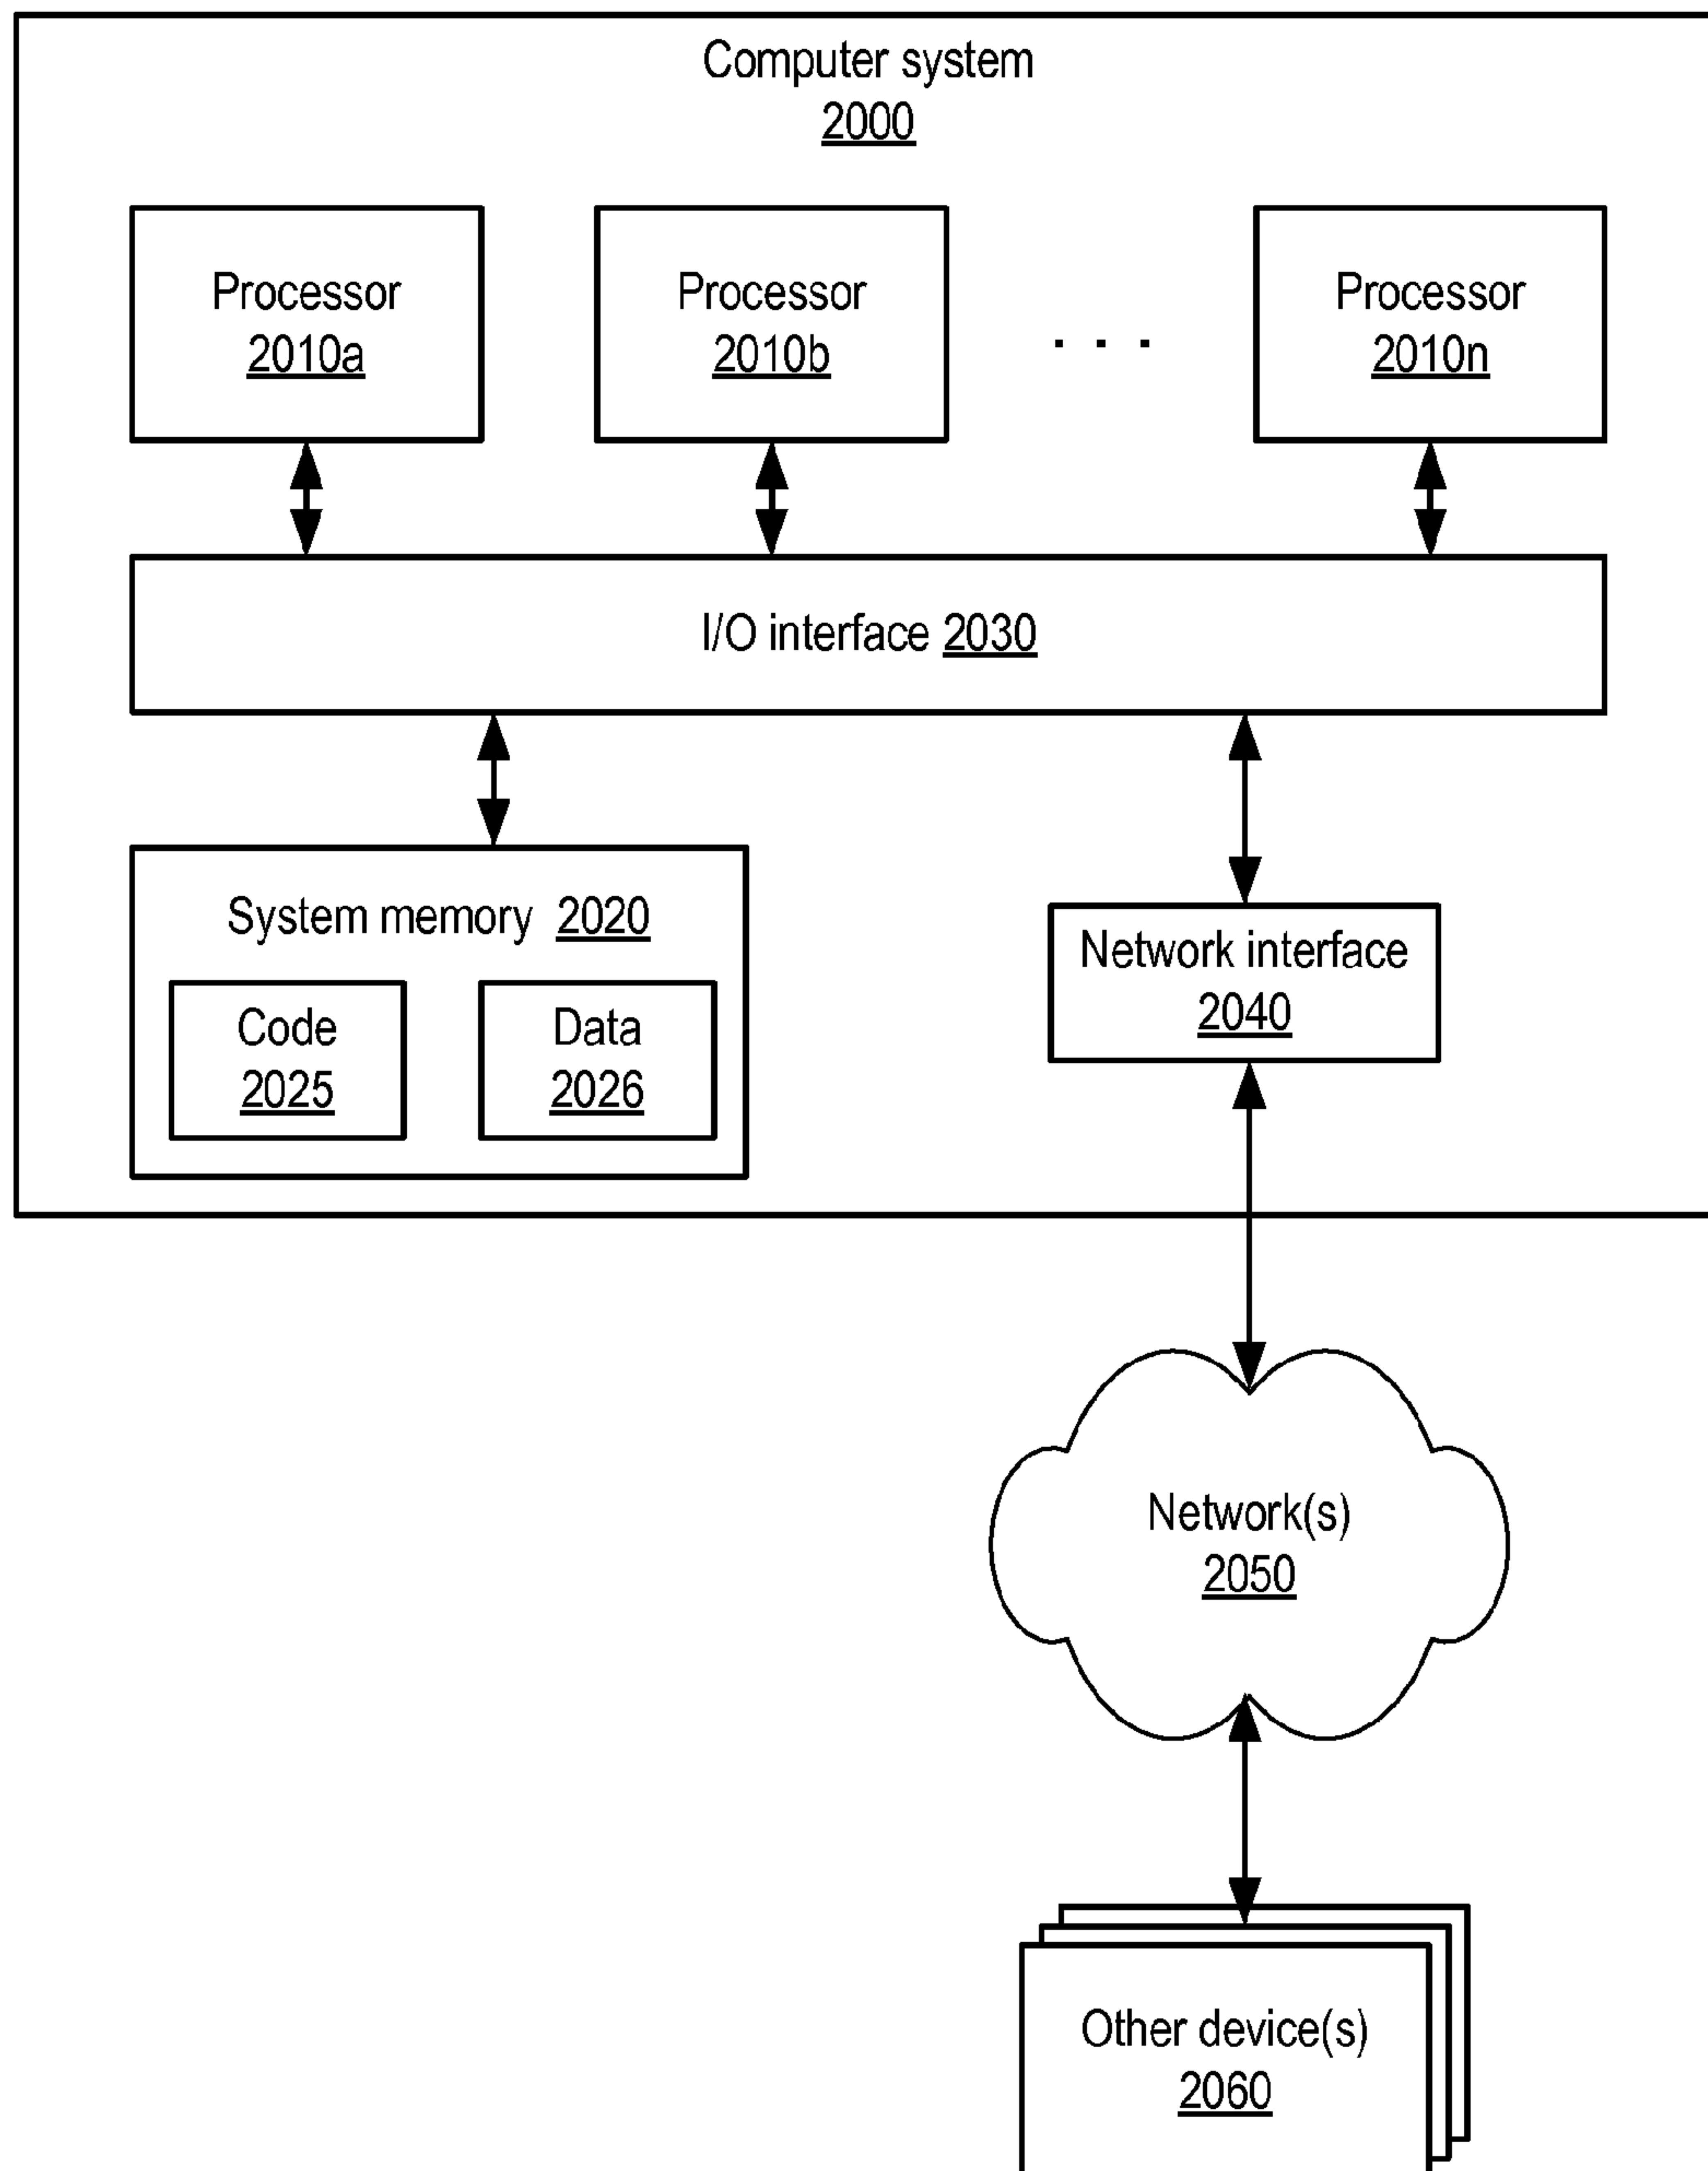 Computer system
2000
Processor
2010a
Processor
2010b
. . .
Processor
2010n
I/O interface 2030
System memory 2020
Code
2025
Data
2026
Network interface
2040
Network(s)
2050
Other device(s)
2060